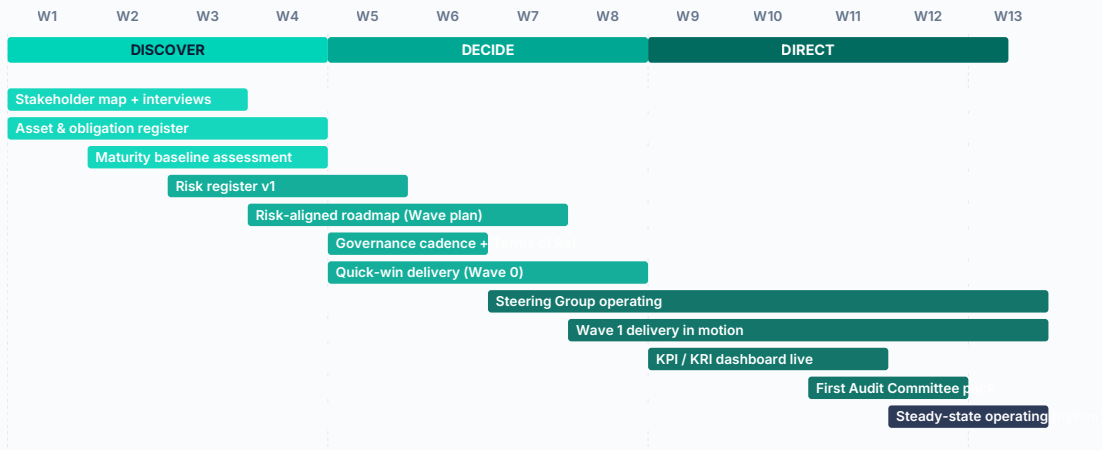 W1 W2 W3 W4 W5 W6 W7 W8 W9 W10 W11 W12 W13
DISCOVER DECIDE DIRECT
Stakeholder map + interviews
Asset & obligation register
Maturity baseline assessment
Risk register v1
Risk-aligned roadmap (Wave plan)
Governance cadence +
Quick-win delivery (Wave 0)
Steering Group operating
Wave 1 delivery in motion
KPI / KRI dashboard live
First Audit Committee
Steady-state operating